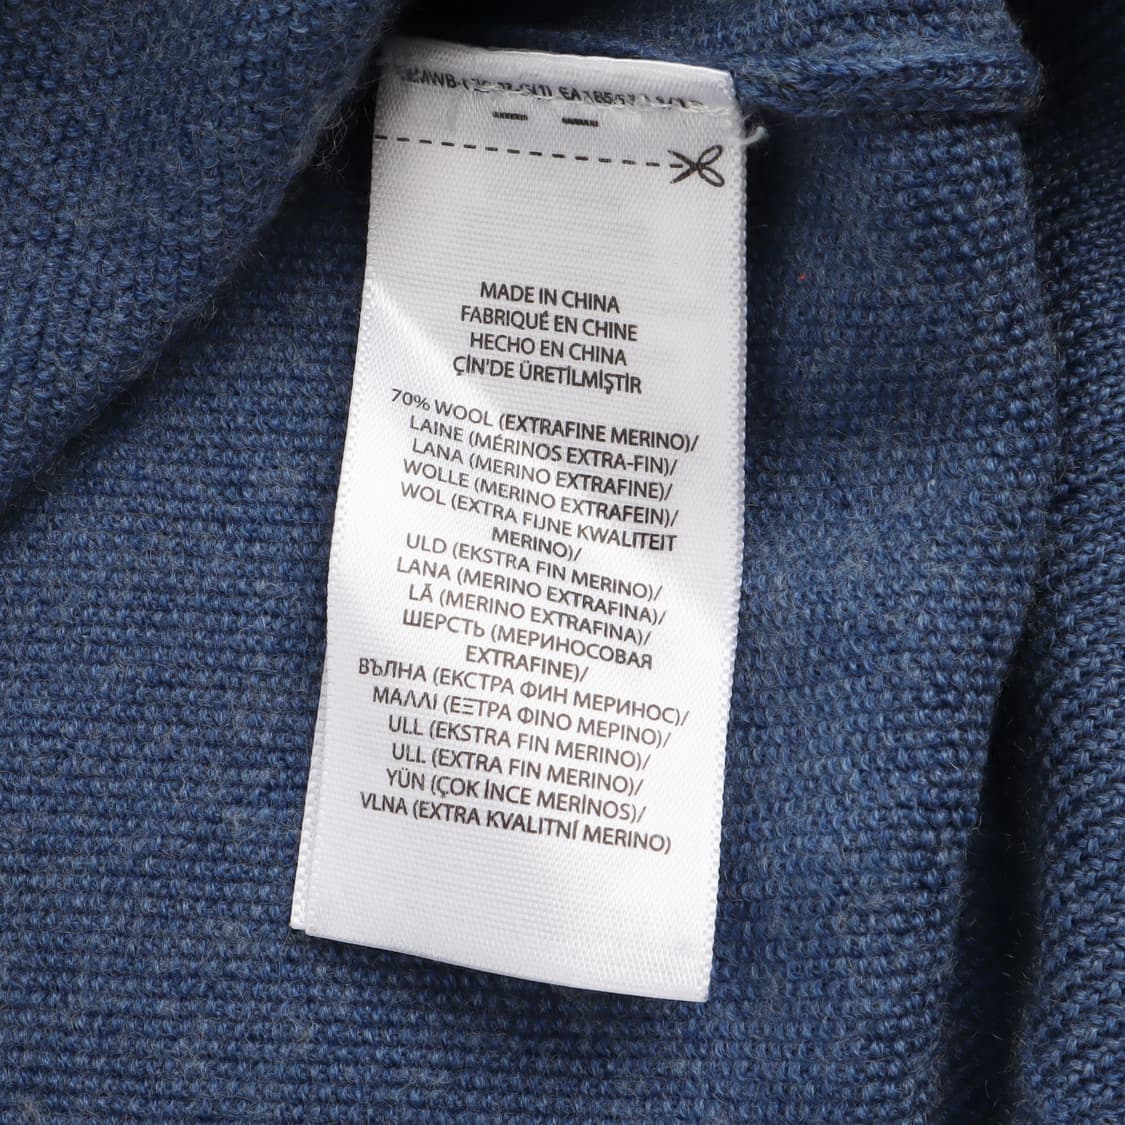 MADE IN CHINA
FABRIQUÉ EN CHINE
HECHO EN CHINA
ÇİN'DE ÜRETİLMİŞTİR
70% WOOL (EXTRAFINE MERINO)/
LAINE (MÉRINOS EXTRA-FIN)/
LANA (MERINO EXTRAFINE)/
WOLLE (MERINO EXTRAFEIN)/
WOL (EXTRA FIJNE KWALITEIT
MERINO)/
ULD (EKSTRA FIN MERINO)/
LANA (MERINO EXTRAFINA)/
LÃ (MERINO EXTRAFINA)/
ШЕРСТЬ (МЕРИНОСОВАЯ
EXTRAFINE)/
ВЪЛНА (ЕКСТРА ФИН МЕРИНОС)/
ΜΑΛΛΙ (ΕΞΤΡΑ ΦΙΝΟ ΜΕΡΙΝΟ)/
ULL (EKSTRA FIN MERINO)/
ULL (EXTRA FIN MERINO)/
YÜN (ÇOK İNCE MERİNOS)/
VLNA (EXTRA KVALITNÍ MERINO)